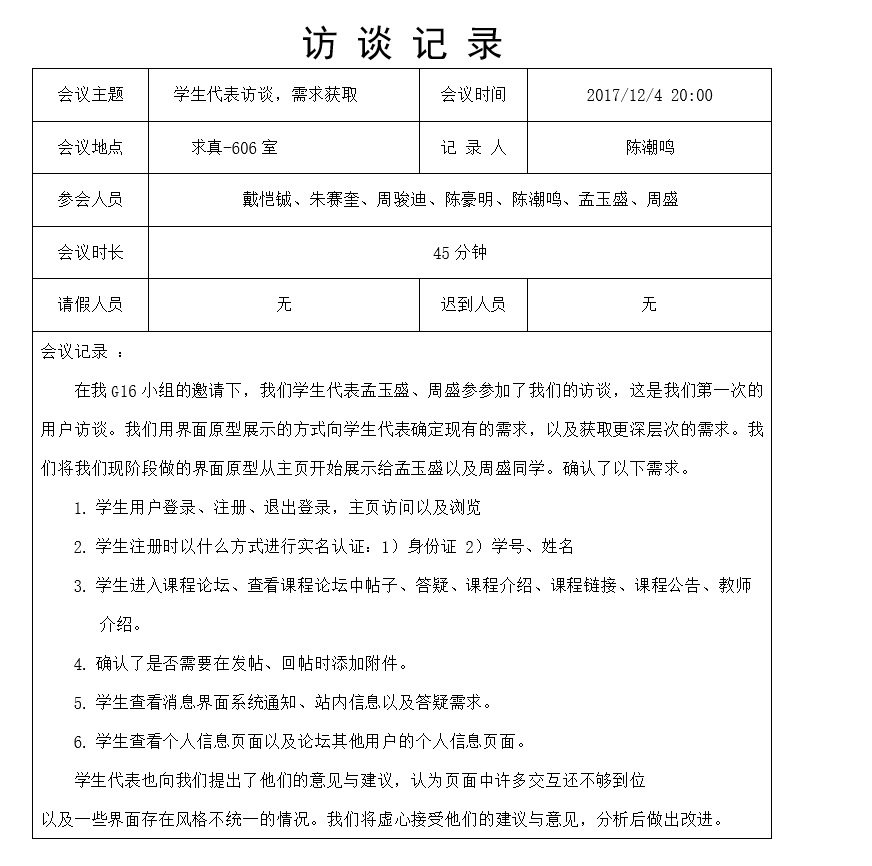 访 谈 记 录
会议主题 学生代表访谈，需求获取 会议时间 2017/12/4 20:00
会议地点 求真-606 室 记 录 人 陈潮鸣
参会人员 戴恺铖、朱赛奎、周骏迪、陈豪明、陈潮鸣、孟玉盛、周盛
会议时长 45 分钟
请假人员 无 迟到人员 无
会议记录 ：
在我 G16 小组的邀请下，我们学生代表孟玉盛、周盛参参加了我们的访谈，这是我们第一次的
用户访谈。我们用界面原型展示的方式向学生代表确定现有的需求，以及获取更深层次的需求。我
们将我们现阶段做的界面原型从主页开始展示给孟玉盛以及周盛同学。确认了以下需求。
1. 学生用户登录、注册、退出登录，主页访问以及浏览
2. 学生注册时以什么方式进行实名认证：1）身份证 2）学号、姓名
3. 学生进入课程论坛、查看课程论坛中帖子、答疑、课程介绍、课程链接、课程公告、教师
介绍。
4. 确认了是否需要在发帖、回帖时添加附件。
5. 学生查看消息界面系统通知、站内信息以及答疑需求。
6. 学生查看个人信息页面以及论坛其他用户的个人信息页面。
学生代表也向我们提出了他们的意见与建议，认为页面中许多交互还不够到位
以及一些界面存在风格不统一的情况。我们将虚心接受他们的建议与意见，分析后做出改进。